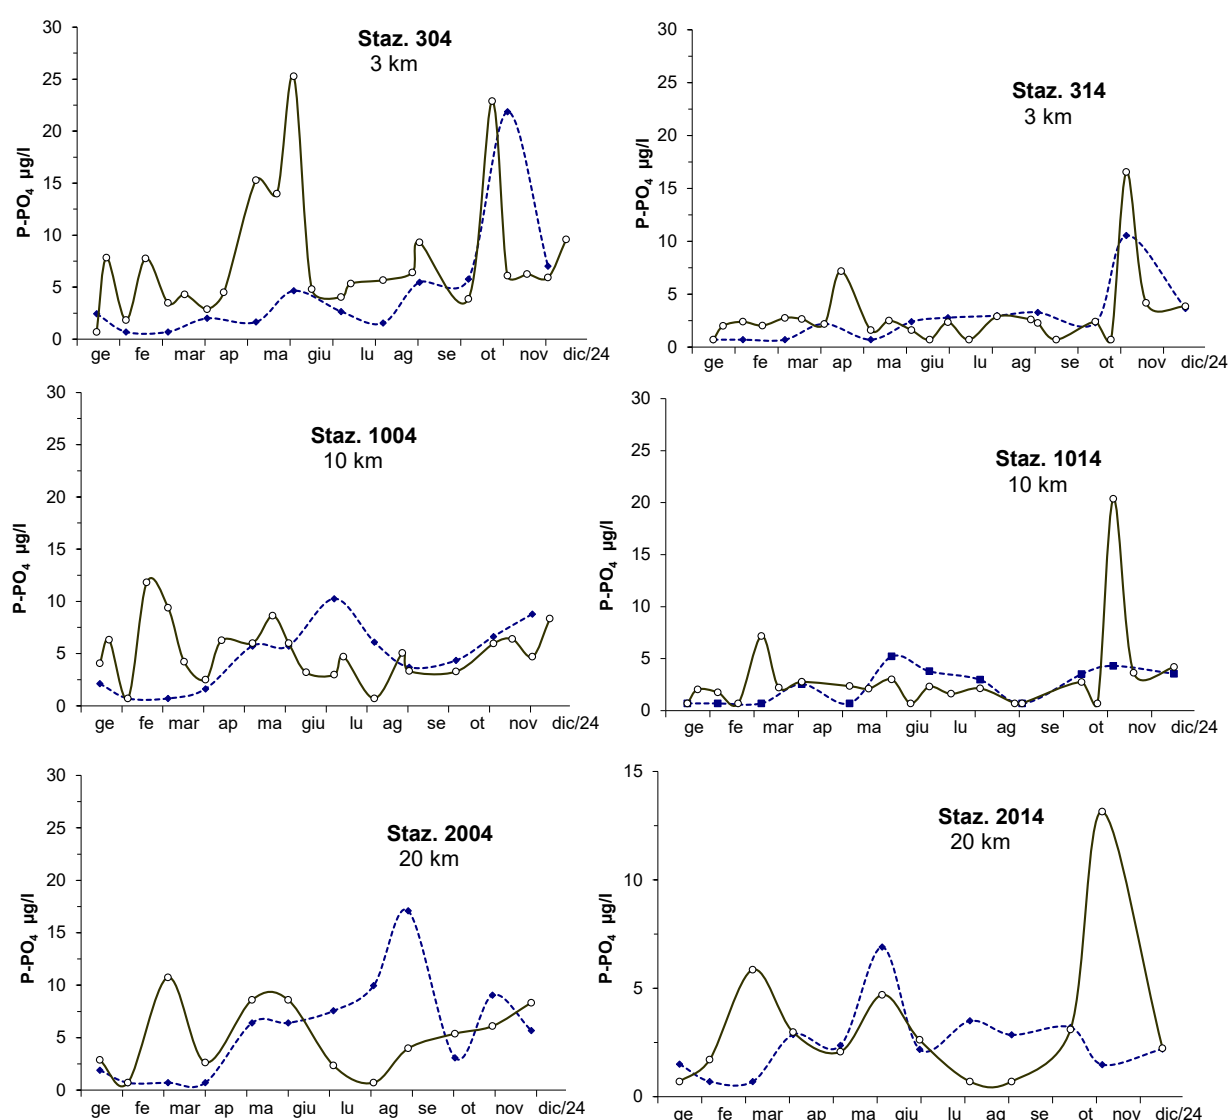 Staz. 304
3 km
P-PO4 µg/l
30
25
20
15
10
5
0
ge fe mar ap ma giu lu ag se ot nov dic/24
Staz. 314
3 km
P-PO4 µg/l
30
25
20
15
10
5
0
ge fe mar ap ma giu lu ag se ot nov dic/24
Staz. 1004
10 km
P-PO4 µg/l
30
25
20
15
10
5
0
ge fe mar ap ma giu lu ag se ot nov dic/24
Staz. 1014
10 km
P-PO4 µg/l
30
25
20
15
10
5
0
ge fe mar ap ma giu lu ag se ot nov dic/24
Staz. 2004
20 km
P-PO4 µg/l
30
25
20
15
10
5
0
ge fe mar ap ma giu lu ag se ot nov dic/24
Staz. 2014
20 km
P-PO4 µg/l
15
10
5
0
ge fe mar ap ma giu lu ag se ot nov dic/24